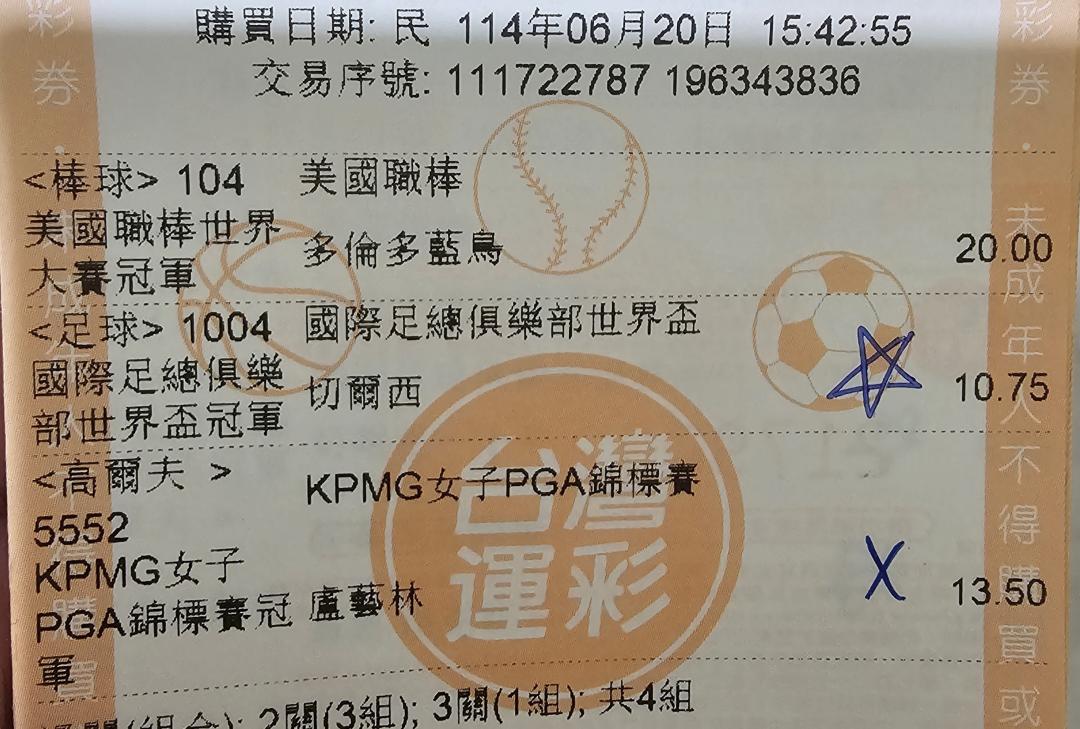 購買日期: 民 114年06月20日 15:42:55
交易序號: 111722787 196343836
<棒球> 104 美國職棒
美國職棒世界
大賽冠軍
多倫多藍鳥 20.00
<足球> 1004 國際足總俱樂部世界盃
國際足總俱樂
部世界盃冠軍
切爾西 10.75
<高爾夫 >
5552
KPMG女子PGA錦標賽
KPMG女子
PGA錦標賽冠
軍
盧藝林 X 13.50
2關(3組); 3關(1組); 共4組
台灣
運彩
彩券・未成年人不得購買或
彩券・